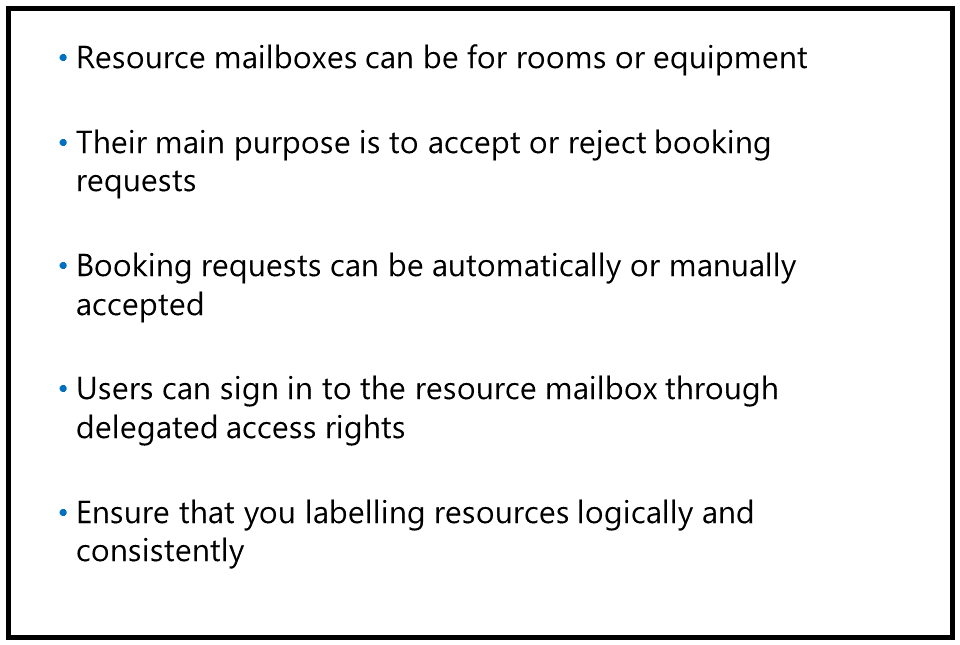 • Resource mailboxes can be for rooms or equipment
• Their main purpose is to accept or reject booking
requests
• Booking requests can be automatically or manually
accepted
• Users can sign in to the resource mailbox through
delegated access rights
• Ensure that you labelling resources logically and
consistently